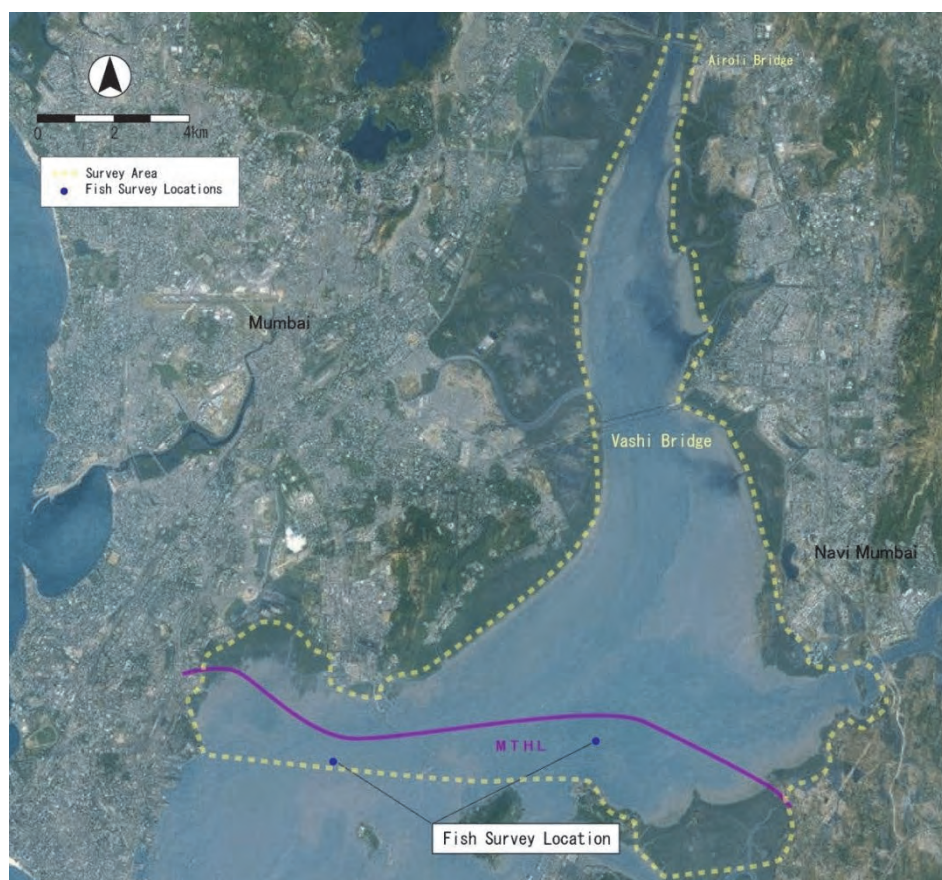 Airoli Bridge
0 2 4km
Survey Area
Fish Survey Locations
Mumbai
Vashi Bridge
Navi Mumbai
MTHL
Fish Survey Location